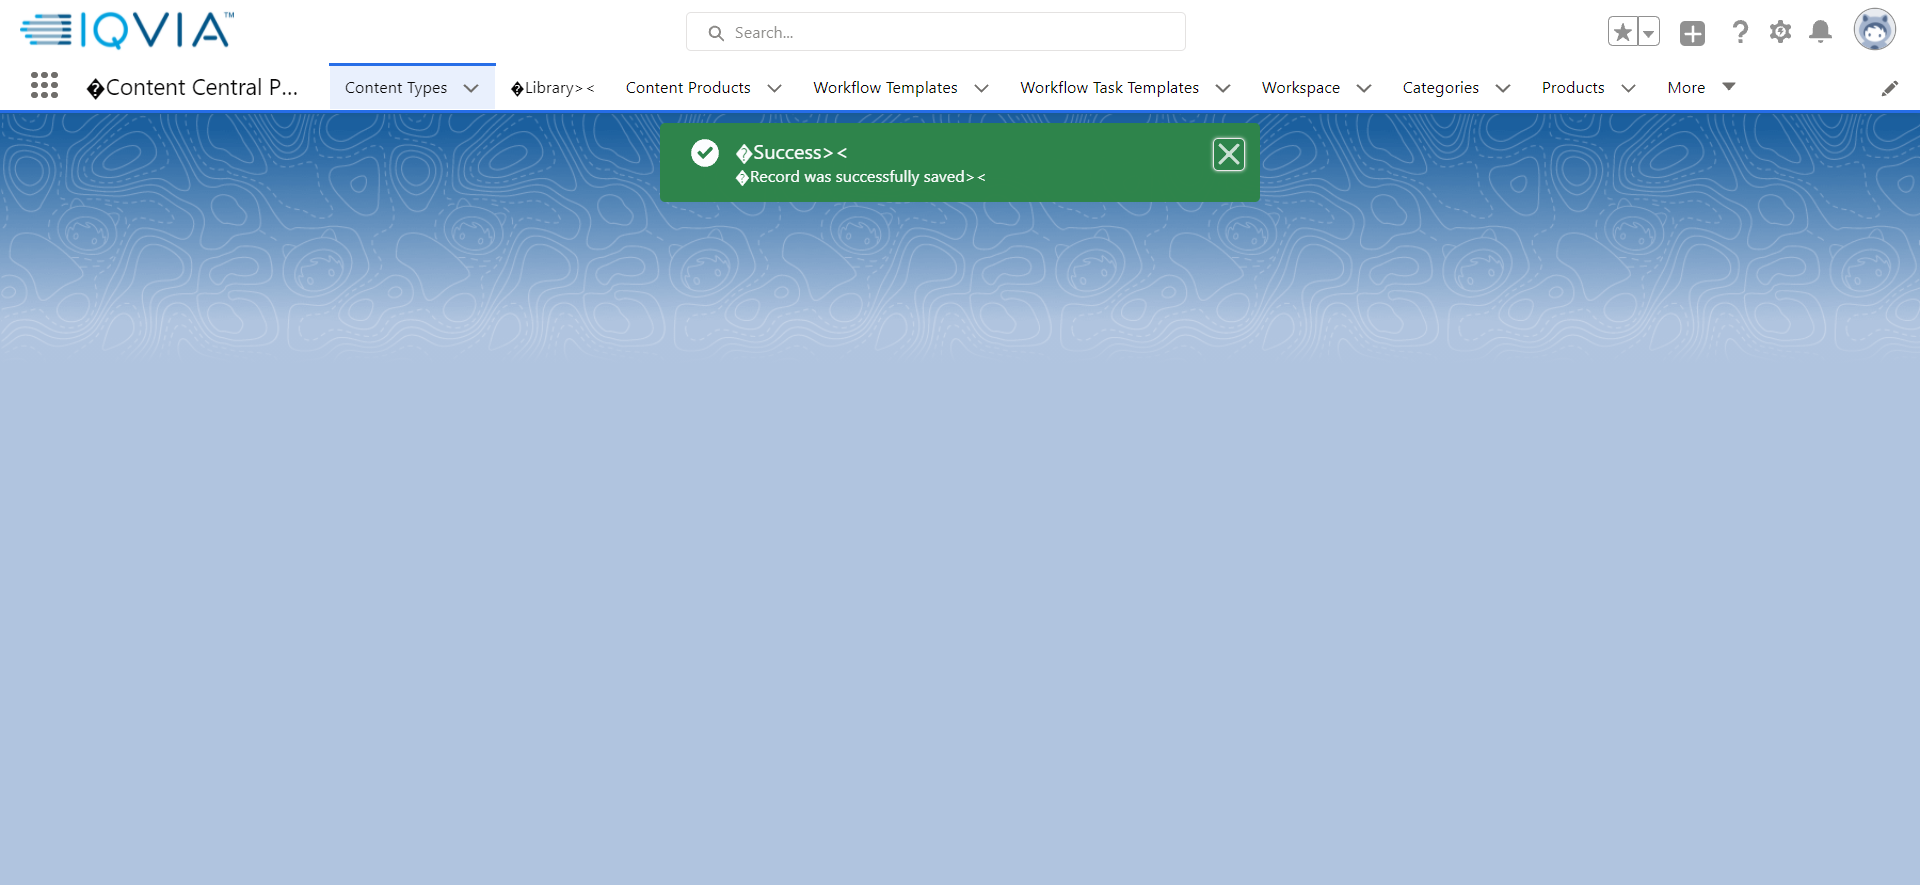 IQVIA™
Search...
�Content Central P...
Content Types
�Library><
Content Products
Workflow Templates
Workflow Task Templates
Workspace
Categories
Products
More
�Success><
�Record was successfully saved><